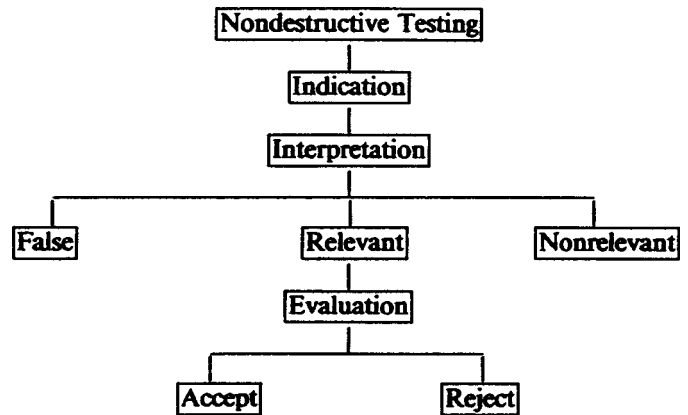 Nondestructive Testing
Indication
Interpretation
False
Relevant
Nonrelevant
Evaluation
Accept
Reject